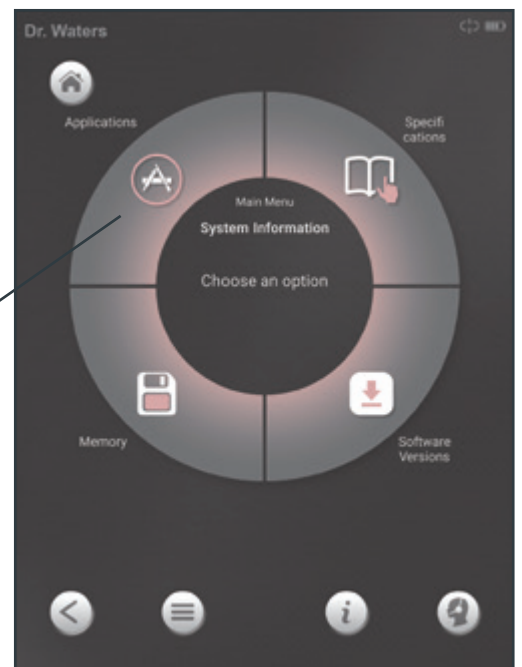 Dr. Waters
Applications
Specifi
cations
Main Menu
System Information
Choose an option
Memory
Software
Versions